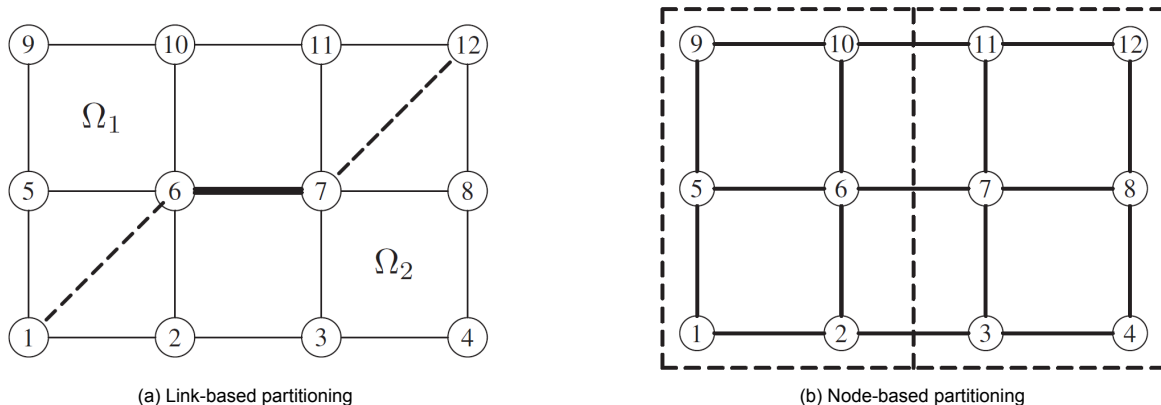 9 10 11 12 9 10 11 12
Ω1
5 6 7 8 5 6 7 8
Ω2
1 2 3 4 1 2 3 4
(a) Link-based partitioning (b) Node-based partitioning